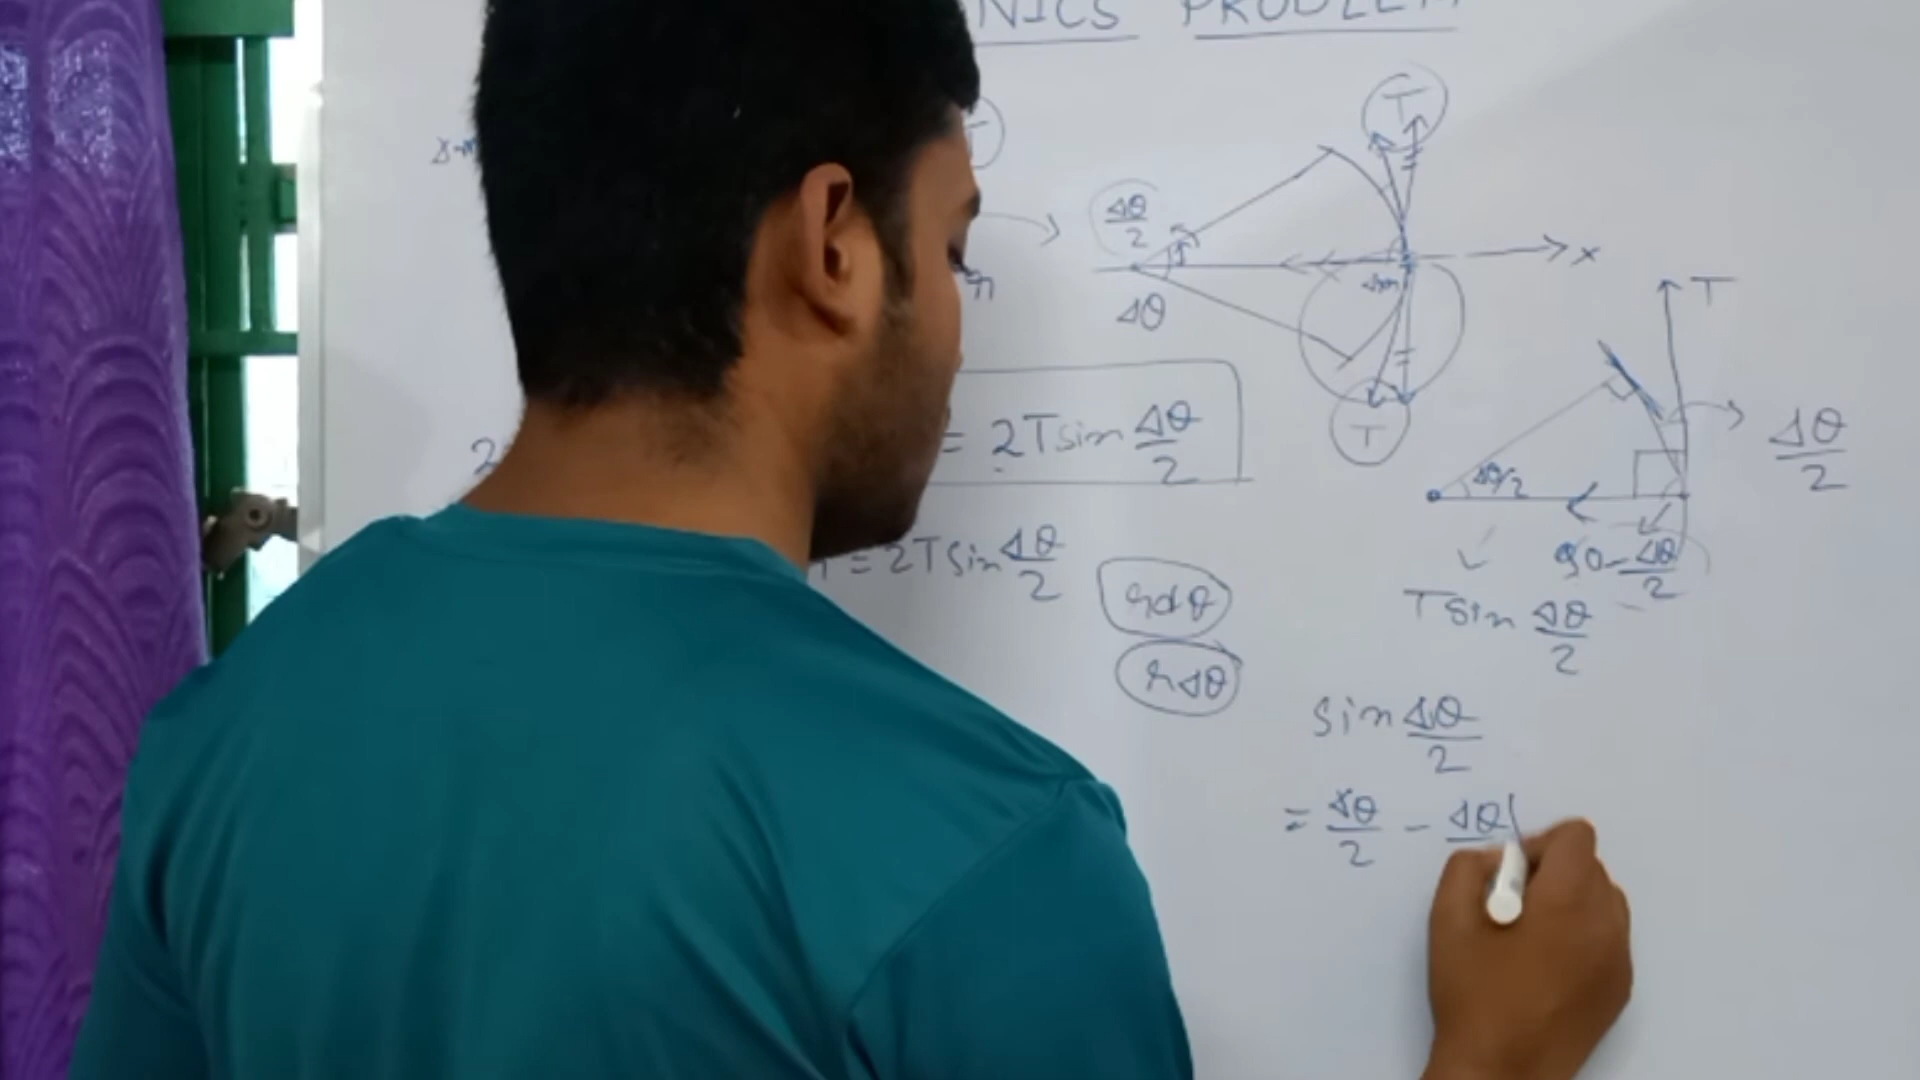 NICS PROBLEM
T
Δθ/2
x
Δm
Δθ
T
T
= 2T sin Δθ/2
Δθ/2
Δθ/2
90-Δθ/2
= 2T sin Δθ/2
rdθ
rΔθ
T sin Δθ/2
sin Δθ/2
= Δθ/2 - Δθ